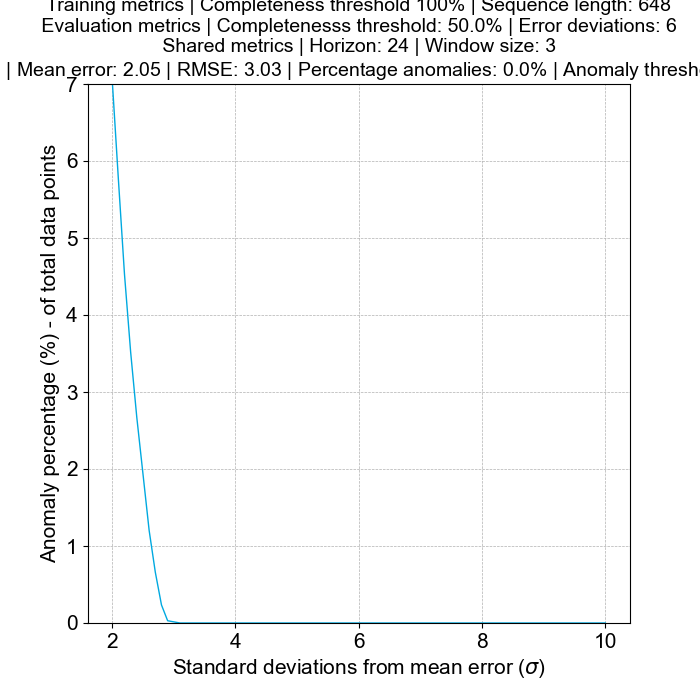 Training metrics | Completeness threshold 100% | Sequence length: 648
Evaluation metrics | Completenesss threshold: 50.0% | Error deviations: 6
Shared metrics | Horizon: 24 | Window size: 3
| Mean error: 2.05 | RMSE: 3.03 | Percentage anomalies: 0.0% | Anomaly thresh
7
6
5
4
3
2
1
0
Anomaly percentage (%) - of total data points
2 4 6 8 10
Standard deviations from mean error (σ)